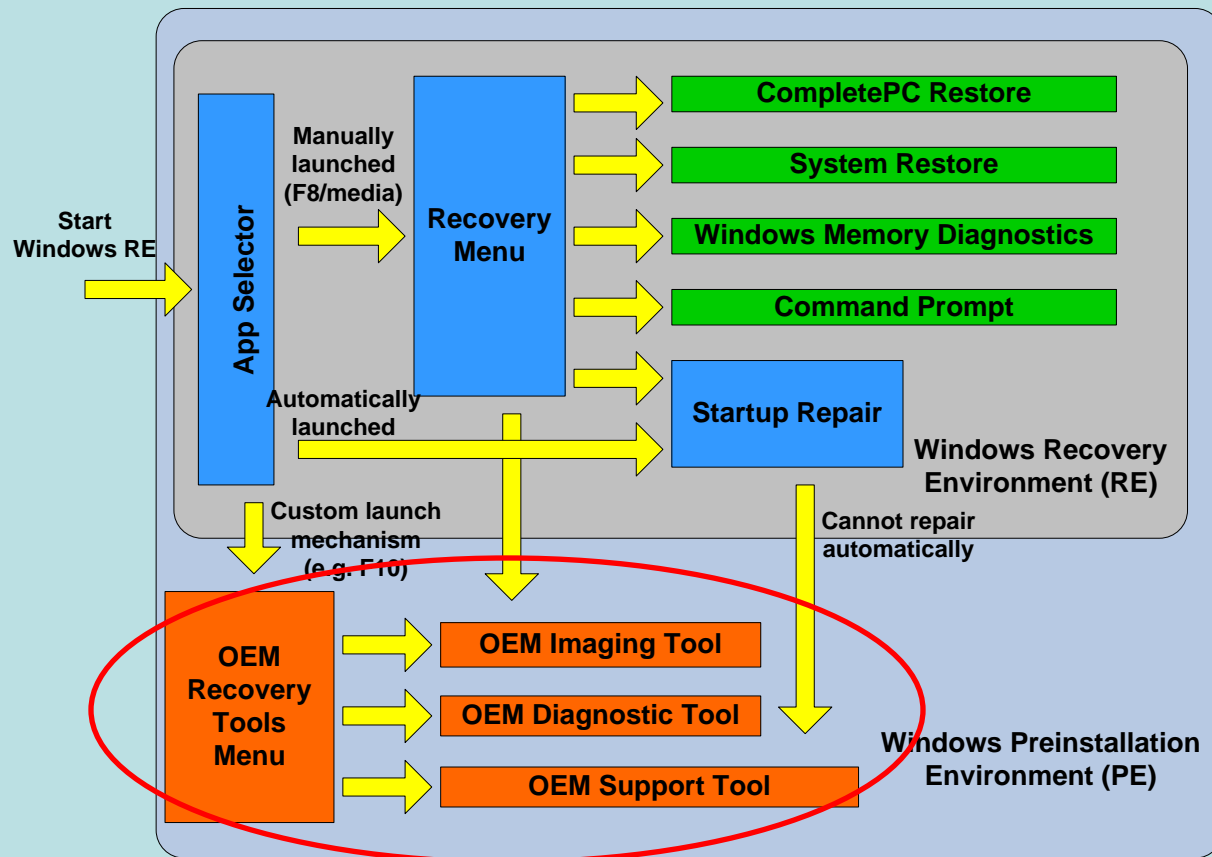 Start
Windows RE
App Selector
Manually
launched
(F8/media)
Recovery
Menu
CompletePC Restore
System Restore
Windows Memory Diagnostics
Command Prompt
Startup Repair
Automatically
launched
Windows Recovery
Environment (RE)
Custom launch
mechanism
(e.g. F10)
Cannot repair
automatically
OEM
Recovery
Tools
Menu
OEM Imaging Tool
OEM Diagnostic Tool
OEM Support Tool
Windows Preinstallation
Environment (PE)